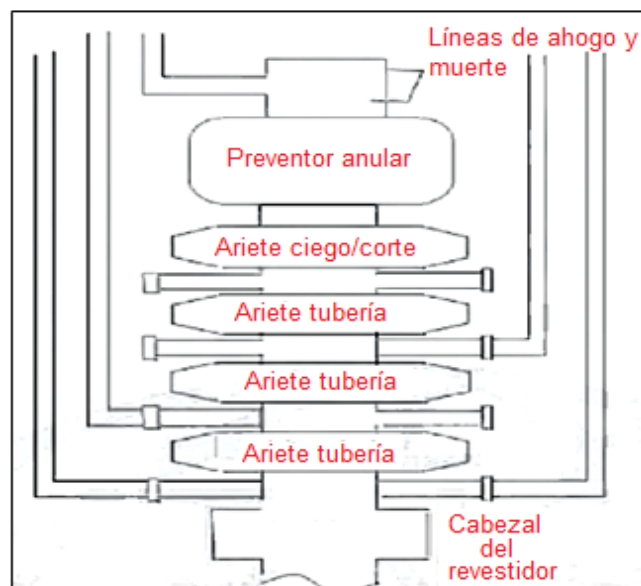 Líneas de ahogo y
muerte
Preventor anular
Ariete ciego/corte
Ariete tubería
Ariete tubería
Ariete tubería
Cabezal
del
revestidor